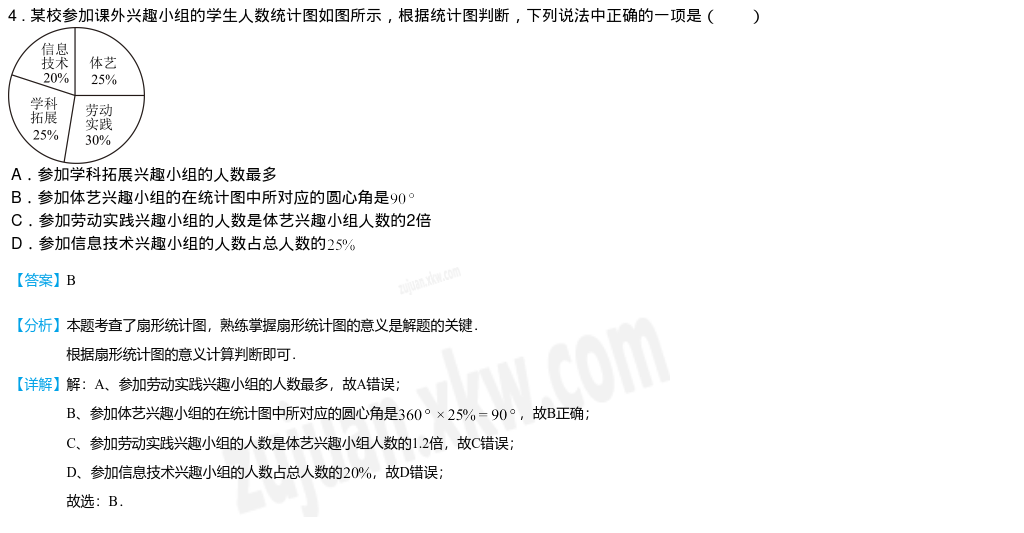 4．某校参加课外兴趣小组的学生人数统计图如图所示，根据统计图判断，下列说法中正确的一项是（　　）
信息
技术
20%
体艺
25%
学科
拓展
25%
劳动
实践
30%
A．参加学科拓展兴趣小组的人数最多
B．参加体艺兴趣小组的在统计图中所对应的圆心角是90°
C．参加劳动实践兴趣小组的人数是体艺兴趣小组人数的2倍
D．参加信息技术兴趣小组的人数占总人数的25%
【答案】B
【分析】本题考查了扇形统计图，熟练掌握扇形统计图的意义是解题的关键．
根据扇形统计图的意义计算判断即可．
【详解】解：A、参加劳动实践兴趣小组的人数最多，故A错误；
B、参加体艺兴趣小组的在统计图中所对应的圆心角是360°×25%=90°，故B正确；
C、参加劳动实践兴趣小组的人数是体艺兴趣小组人数的1.2倍，故C错误；
D、参加信息技术兴趣小组的人数占总人数的20%，故D错误；
故选：B．
zujuan.xkw.com
zujuan.xkw.com